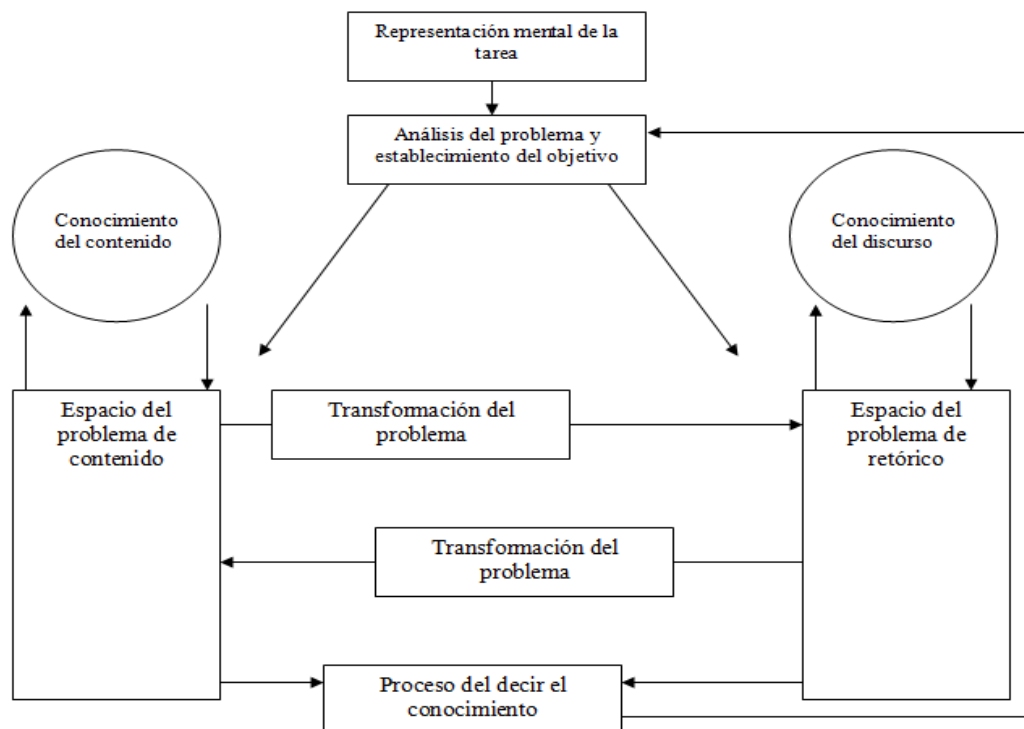 Representación mental de la
tarea
Análisis del problema y
establecimiento del objetivo
Conocimiento
del contenido
Conocimiento
del discurso
Espacio del
problema de
contenido
Transformación del
problema
Espacio del
problema de
retórico
Transformación del
problema
Proceso del decir el
conocimiento